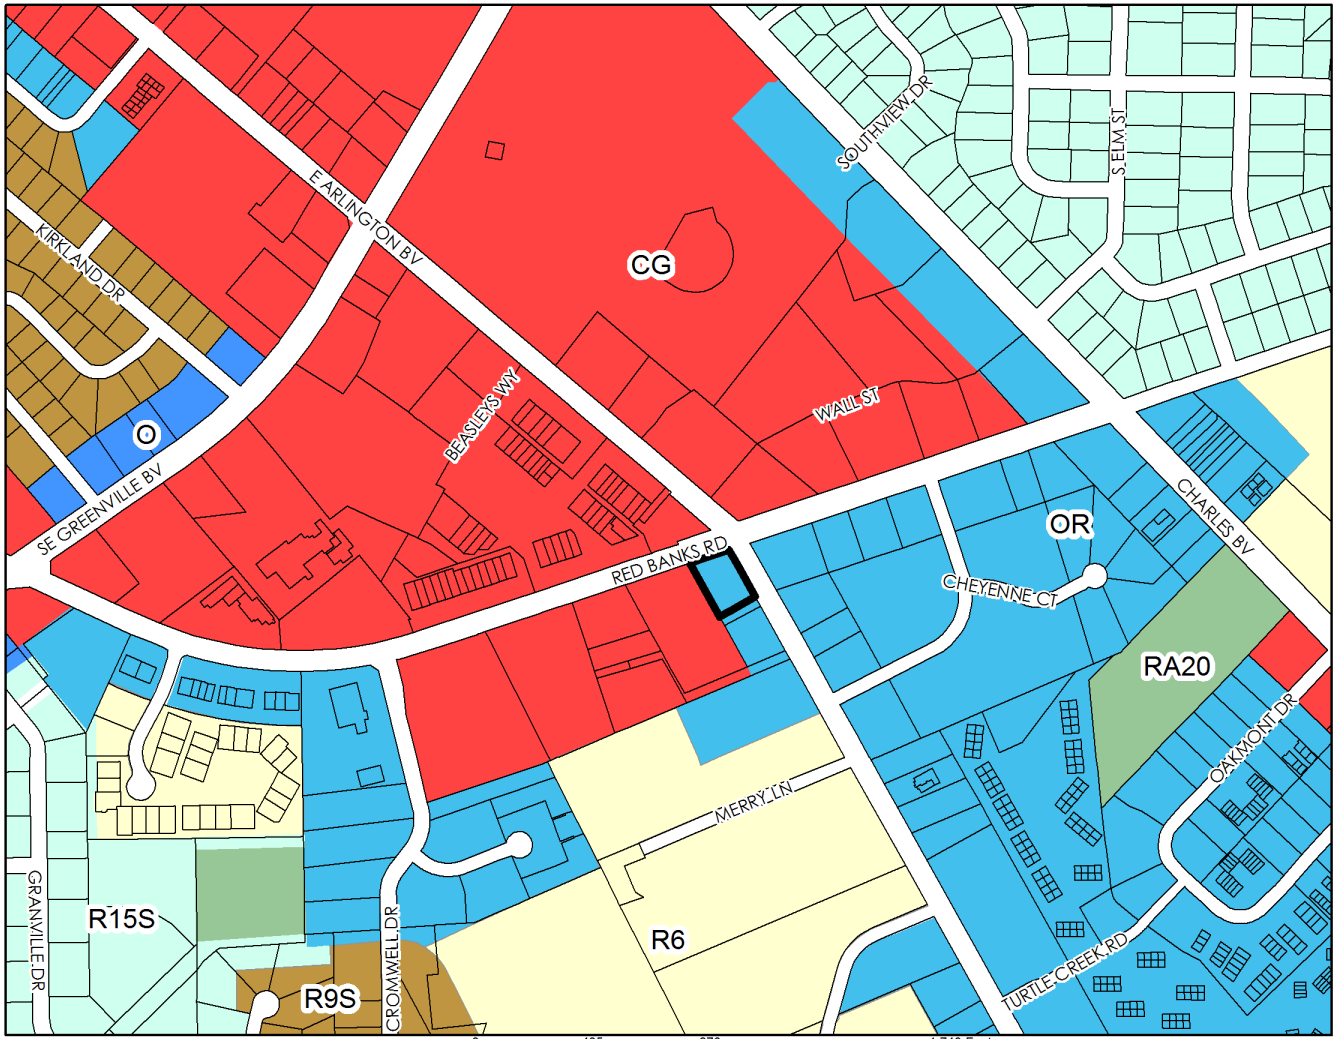 SOUTHVIEW DR
S ELM ST
E ARLINGTON BV
KIRKLAND DR
CG
BEASLEYS WY
WALL ST
O
SE GREENVILLE BV
CHARLES BV
OR
RED BANKS RD
CHEYENNE CT
RA20
OAKMONT DR
MERRY LN
GRANVILLE DR
R15S
R6
CROMWELL DR
TURTLE CREEK RD
R9S